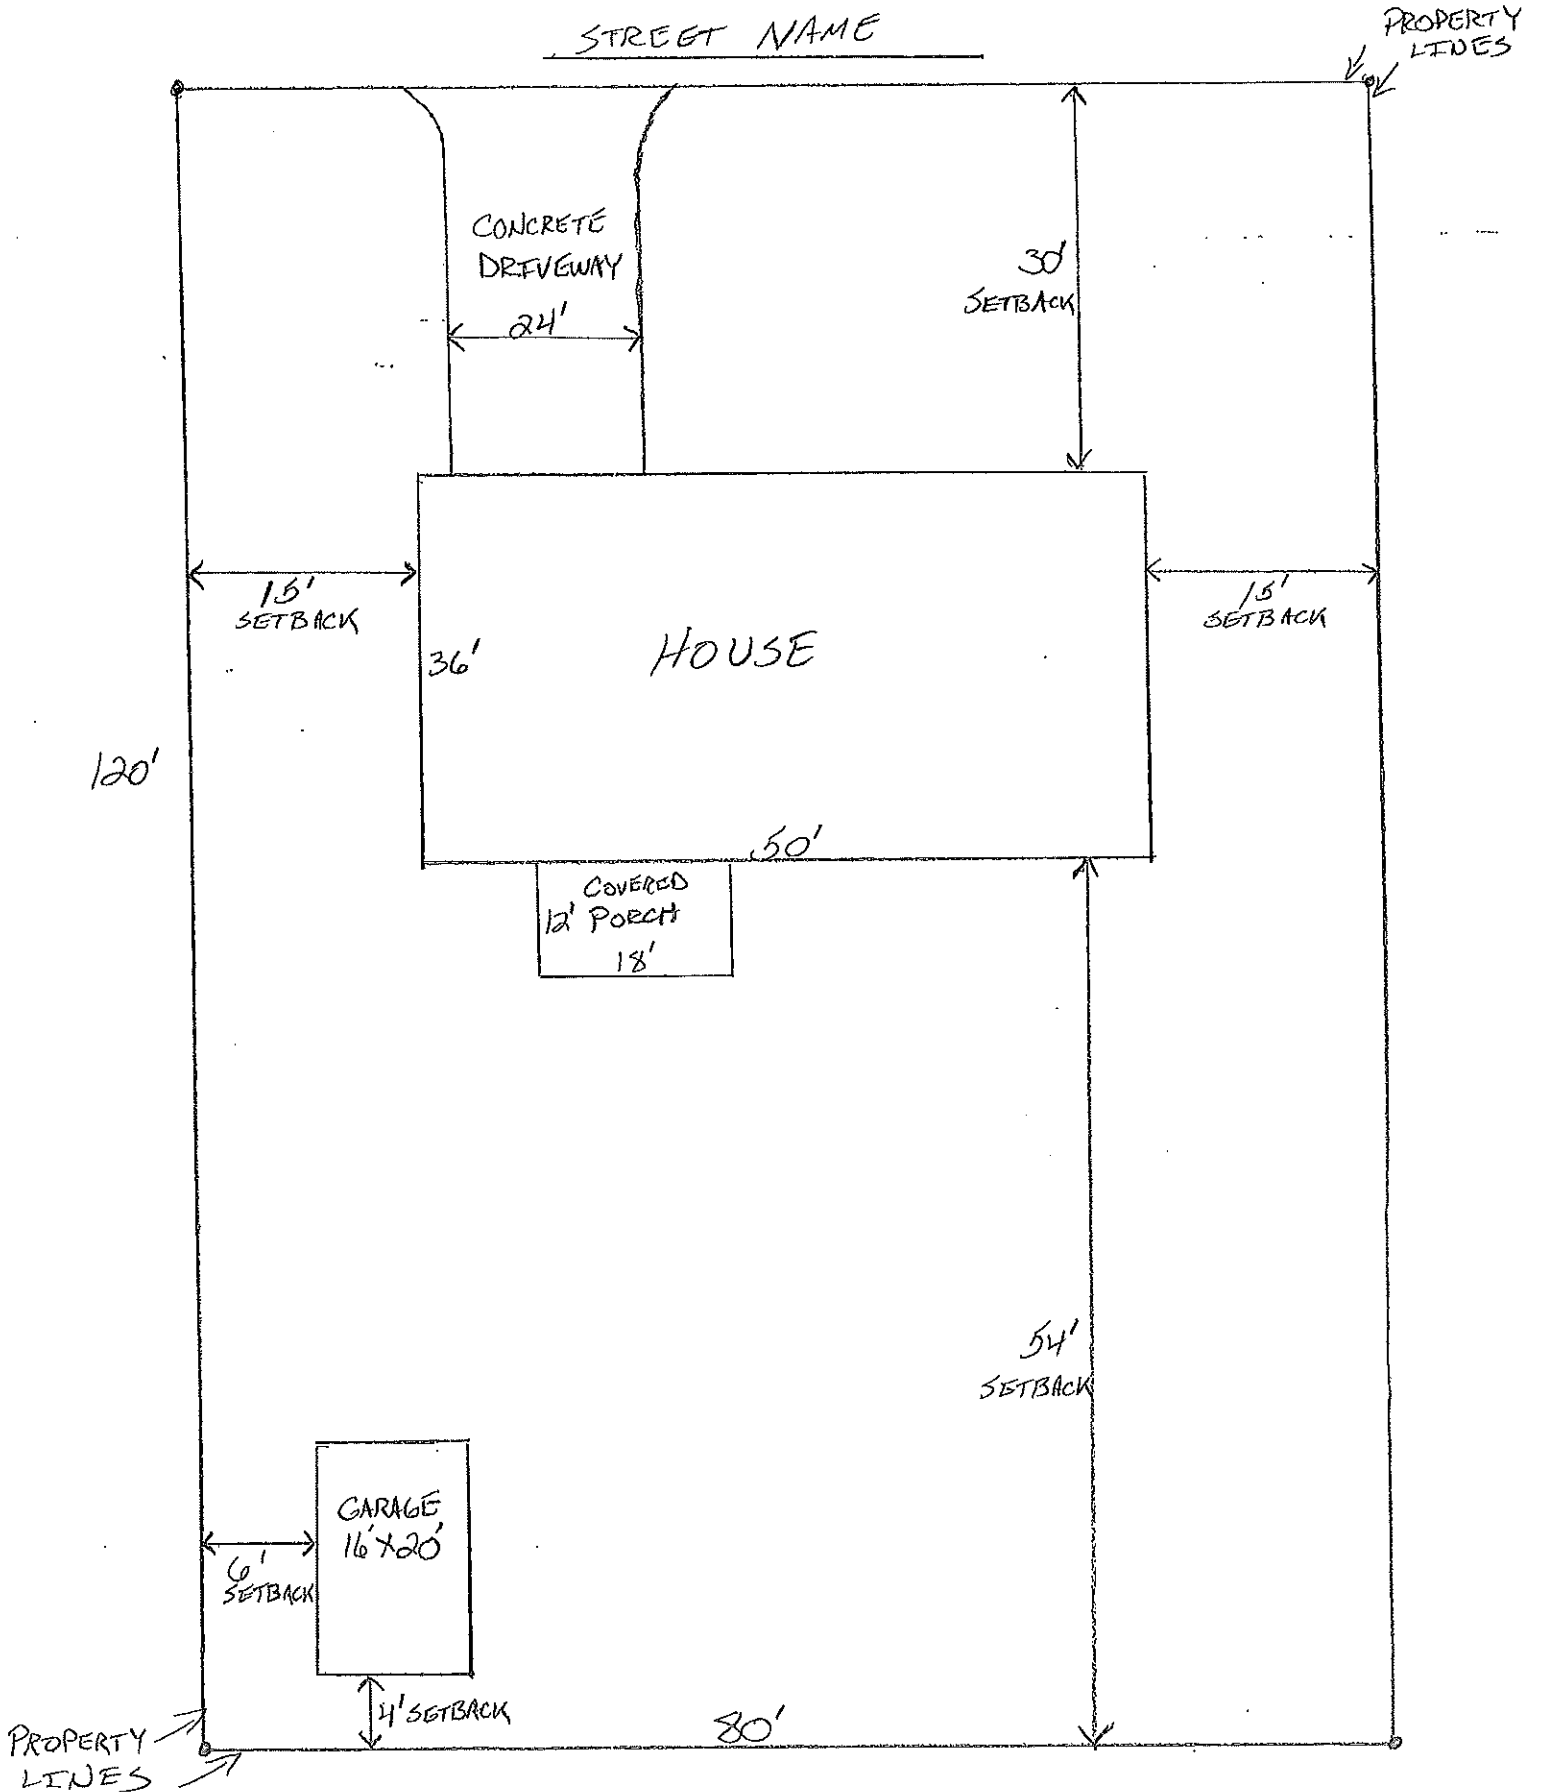 STREET NAME
PROPERTY
LINES
CONCRETE
DRIVEWAY
24'
30'
SETBACK
15'
SETBACK
15'
SETBACK
36'
HOUSE
120'
50'
COVERED
12' PORCH
18'
54'
SETBACK
GARAGE
16'X20'
6'
SETBACK
4' SETBACK
80'
PROPERTY
LINES